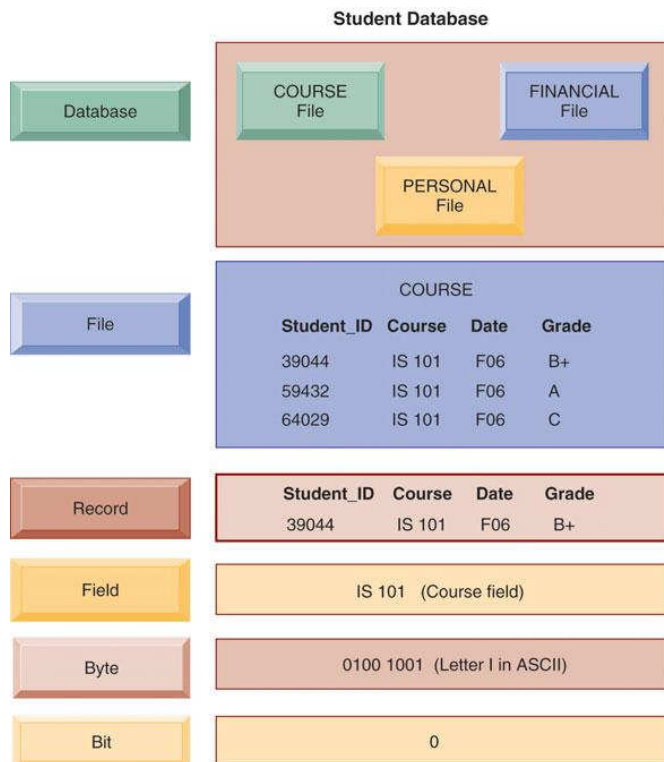 Student Database
Database
COURSE
File
FINANCIAL
File
PERSONAL
File
File
COURSE
Student_ID Course Date Grade
39044 IS 101 F06 B+
59432 IS 101 F06 A
64029 IS 101 F06 C
Record
Student_ID Course Date Grade
39044 IS 101 F06 B+
Field
IS 101 (Course field)
Byte
0100 1001 (Letter I in ASCII)
Bit
0